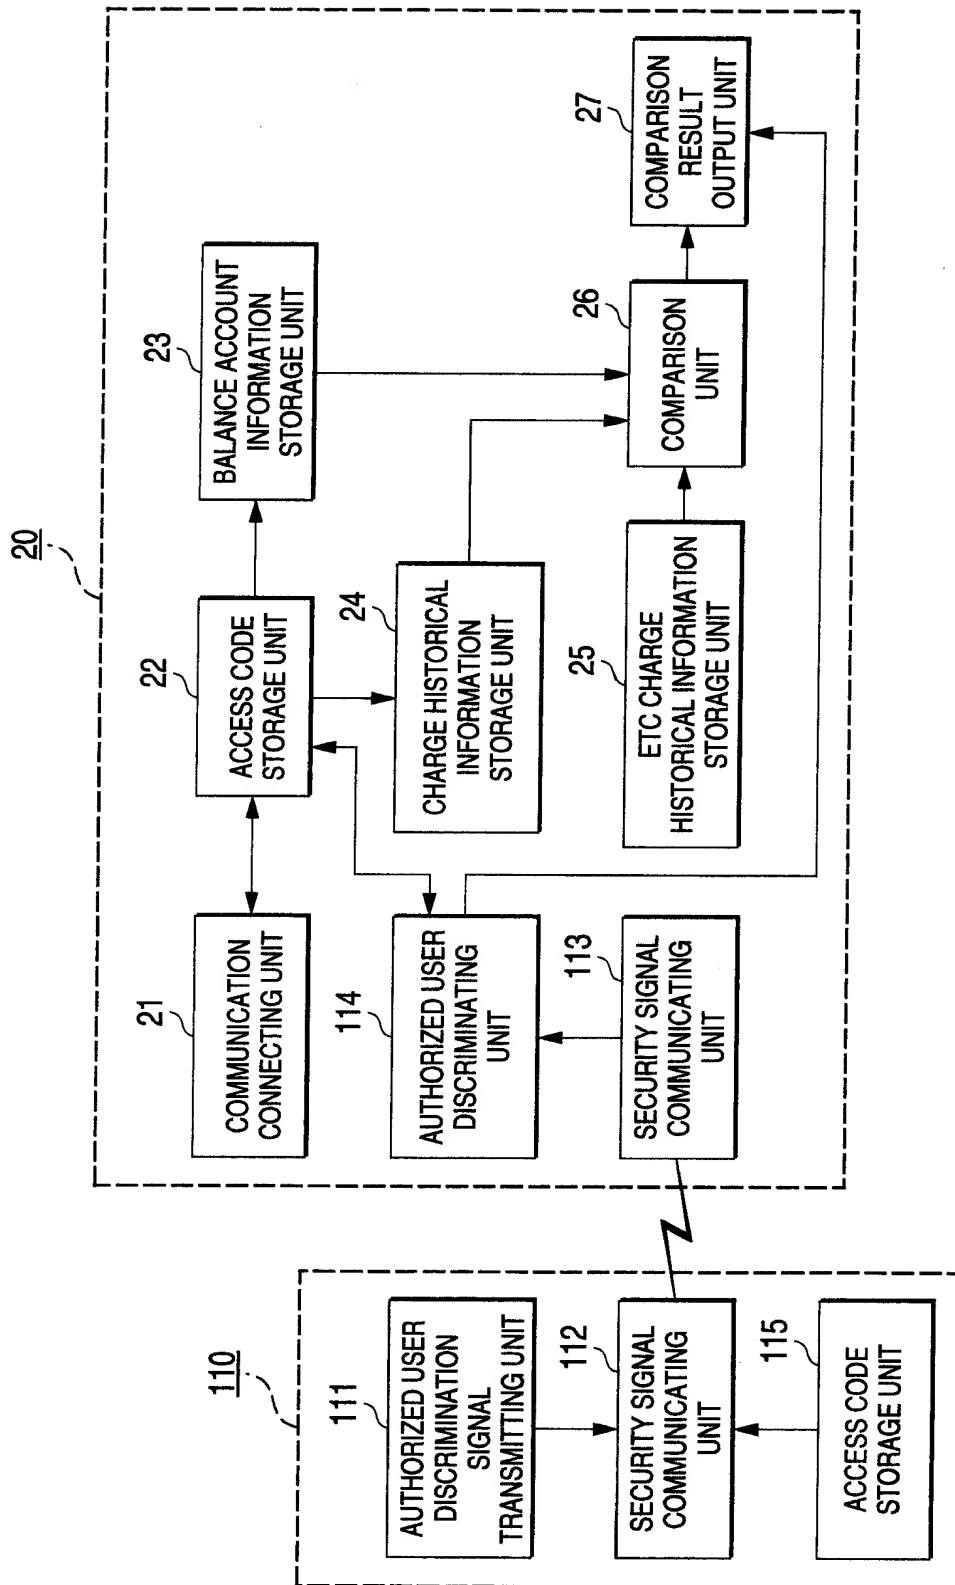 20
21
COMMUNICATION
CONNECTING UNIT
22
ACCESS CODE
STORAGE UNIT
23
BALANCE ACCOUNT
INFORMATION
STORAGE UNIT
114
AUTHORIZED USER
DISCRIMINATING
UNIT
24
CHARGE HISTORICAL
INFORMATION
STORAGE UNIT
113
SECURITY SIGNAL
COMMUNICATING
UNIT
25
ETC CHARGE
HISTORICAL INFORMATION
STORAGE UNIT
26
COMPARISON
UNIT
27
COMPARISON
RESULT
OUTPUT UNIT
110
111
AUTHORIZED USER
DISCRIMINATION
SIGNAL
TRANSMITTING UNIT
112
SECURITY SIGNAL
COMMUNICATING
UNIT
115
ACCESS CODE
STORAGE UNIT